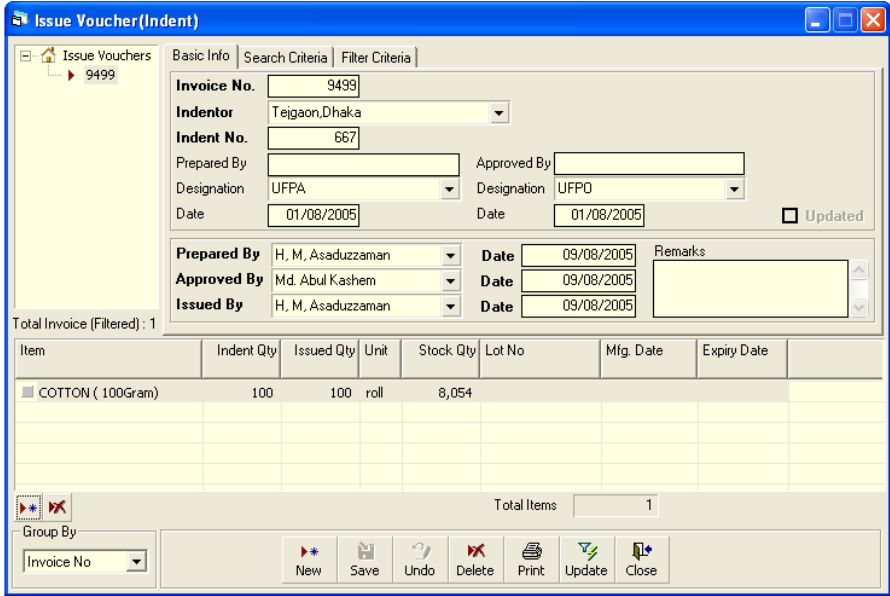 Issue Voucher(Indent)
Issue Vouchers
9499
Total Invoice (Filtered) : 1
Basic Info Search Criteria Filter Criteria
Invoice No. 9499
Indentor Tejgaon,Dhaka
Indent No. 667
Prepared By Approved By
Designation UFPA Designation UFPO
Date 01/08/2005 Date 01/08/2005 Updated
Prepared By H, M, Asaduzzaman Date 09/08/2005 Remarks
Approved By Md. Abul Kashem Date 09/08/2005
Issued By H, M, Asaduzzaman Date 09/08/2005
Item Indent Qty Issued Qty Unit Stock Qty Lot No Mfg. Date Expiry Date
COTTON ( 100Gram) 100 100 roll 8,054
Total Items 1
Group By
Invoice No
New Save Undo Delete Print Update Close